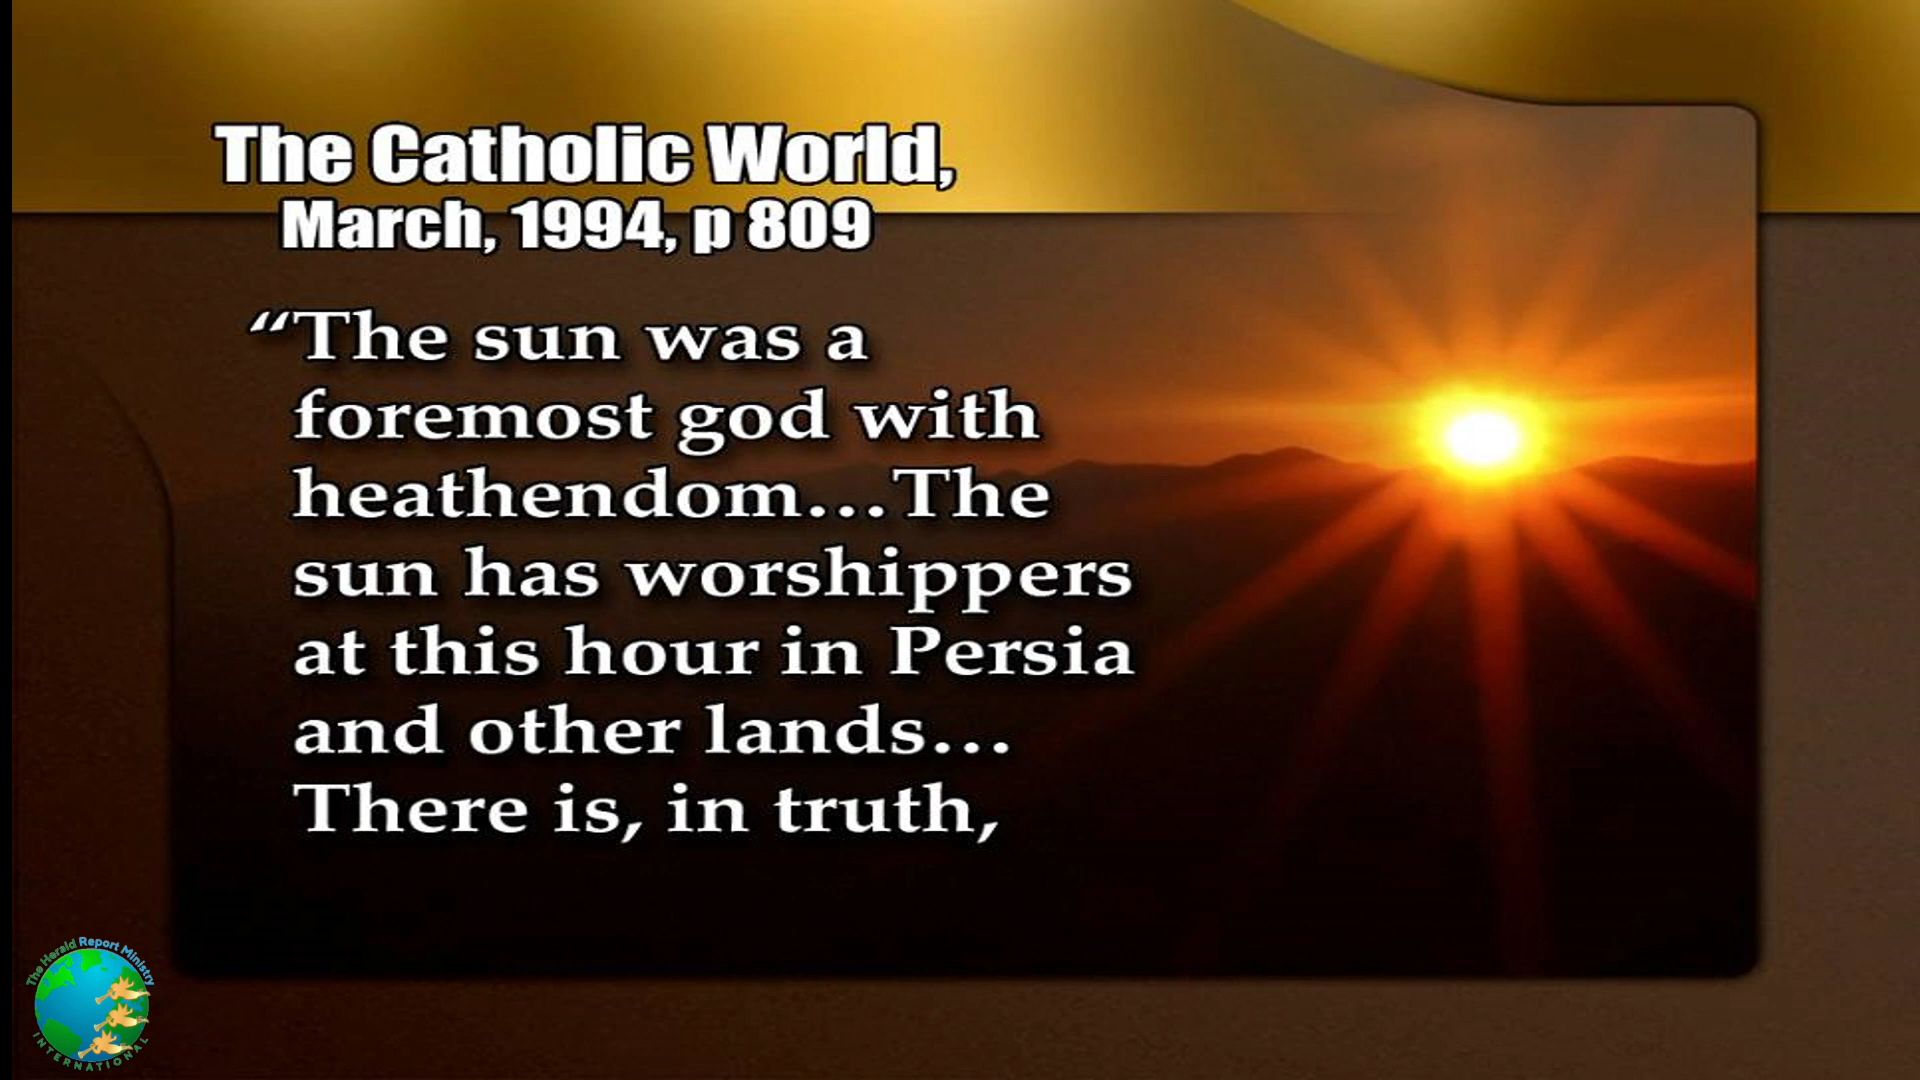 The Catholic World,
March, 1994, p 809
“The sun was a
foremost god with
heathendom...The
sun has worshippers
at this hour in Persia
and other lands...
There is, in truth,
The Herald Report Ministry
INTERNATIONAL